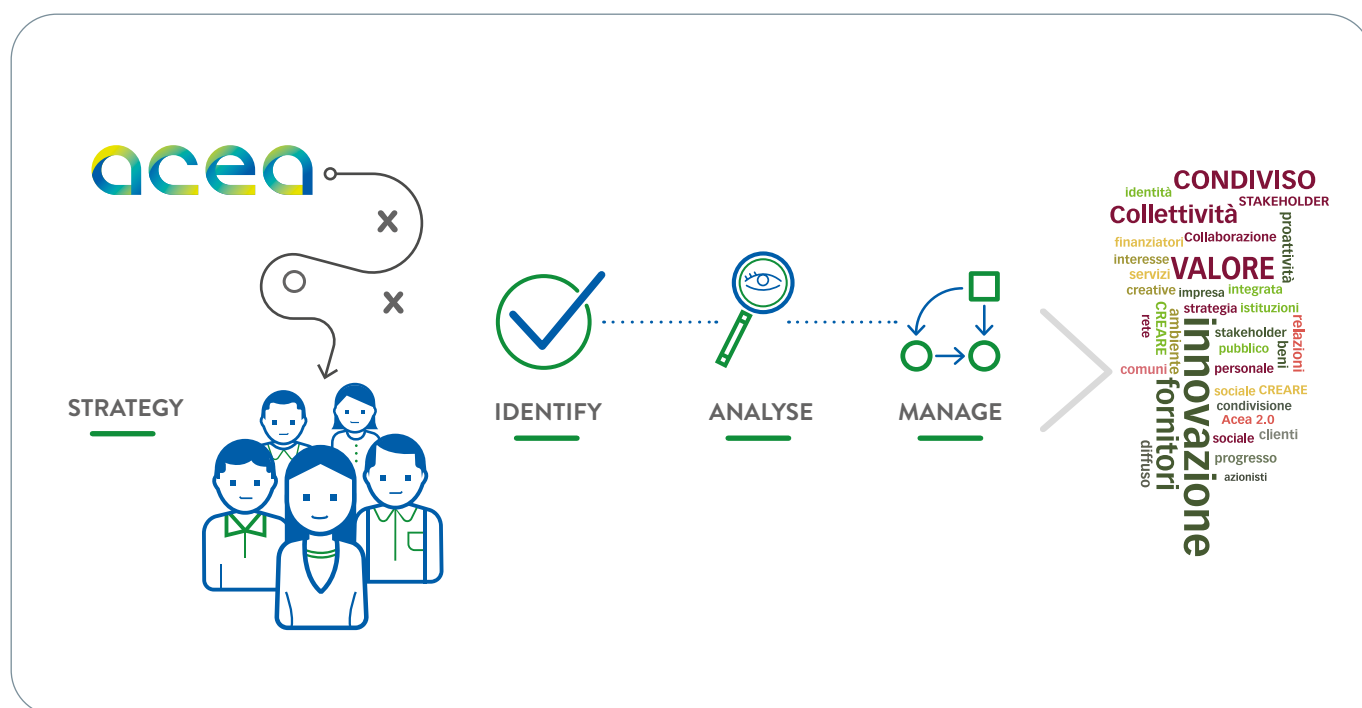 acea
STRATEGY
IDENTIFY
ANALYSE
MANAGE
CONDIVISO
identità
STAKEHOLDER
Collettività
proattività
finanziatori
Collaborazione
interesse
VALORE
servizi
creative
impresa
integrata
CREARE
rete
ambiente
strategia
istituzioni
innovazione
stakeholder
relazioni
pubblico
beni
comuni
personale
fornitori
sociale
CREARE
condivisione
Acea 2.0
sociale
clienti
diffuso
progresso
azionisti